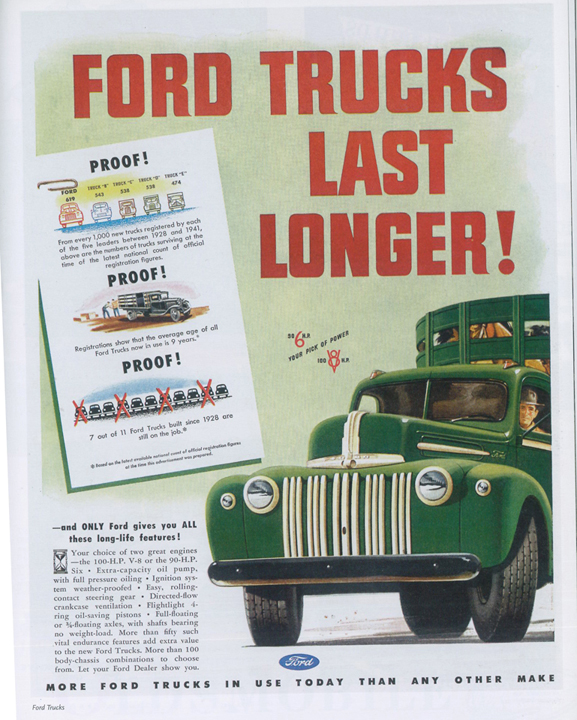 FORD TRUCKS
LAST
LONGER!
PROOF!
FORD TRUCK "B" TRUCK "C" TRUCK "D" TRUCK "E"
619 545 538 528 474
From every 1,000 new trucks registered by each
of the five leaders between 1928 and 1941,
above are the numbers of trucks surviving at the
time of the latest national count of official
registration figures.
PROOF!
Registrations show that the average age of all
Ford Trucks now in use is 9 years.*
PROOF!
7 out of 11 Ford Trucks built since 1928 are
still on the job.*
* Based on the latest available national count of official registration figures
at the time this advertisement was prepared.
90 6 H.P.
YOUR PICK OF POWER
100 V8 H.P.
—and ONLY Ford gives you ALL
these long-life features!
Your choice of two great engines
—the 100-H.P. V-8 or the 90-H.P.
Six • Extra-capacity oil pump,
with full pressure oiling • Ignition sys-
tem weather-proofed • Easy, rolling-
contact steering gear • Directed-flow
crankcase ventilation • Flightlight 4-
ring oil-saving pistons • Full-floating
or ¾-floating axles, with shafts bearing
no weight-load. More than fifty such
vital endurance features add extra value
to the new Ford Trucks. More than 100
body-chassis combinations to choose
from. Let your Ford Dealer show you.
Ford
MORE FORD TRUCKS IN USE TODAY THAN ANY OTHER MAKE
Ford Trucks